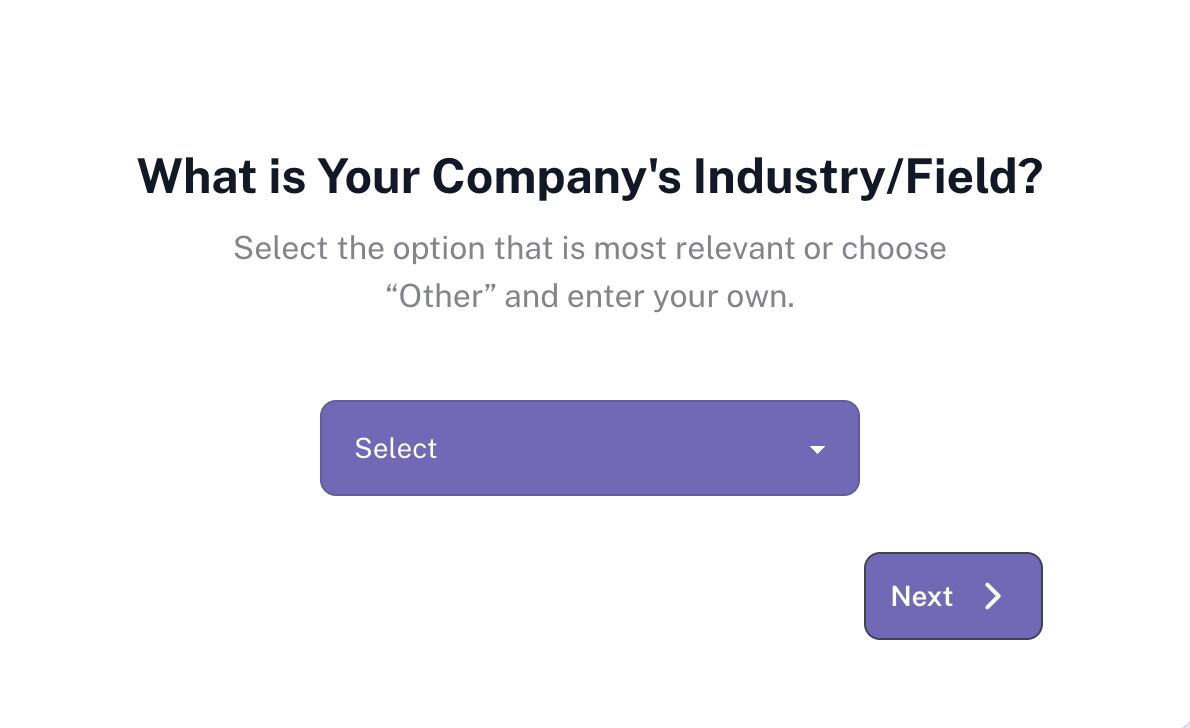 What is Your Company's Industry/Field?
Select the option that is most relevant or choose
“Other” and enter your own.
Select
Next